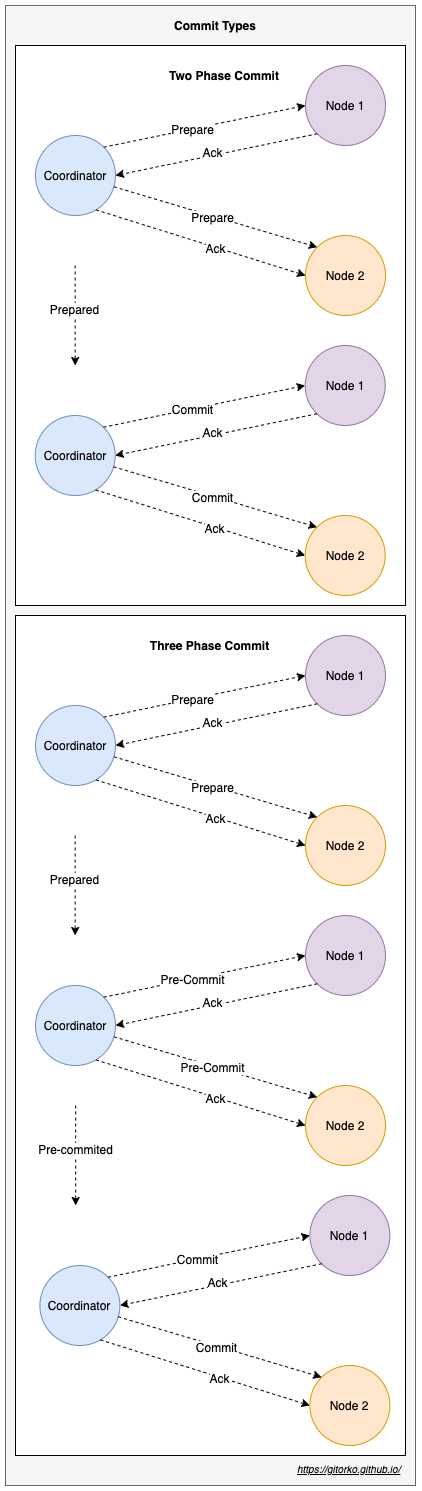 Commit Types
Two Phase Commit
Node 1
Prepare
Ack
Coordinator
Prepare
Ack
Node 2
Prepared
Node 1
Commit
Ack
Coordinator
Commit
Ack
Node 2
Three Phase Commit
Node 1
Prepare
Ack
Coordinator
Prepare
Ack
Node 2
Prepared
Node 1
Pre-Commit
Ack
Coordinator
Pre-Commit
Ack
Node 2
Pre-commited
Node 1
Commit
Ack
Coordinator
Commit
Ack
Node 2
https://gitorko.github.io/